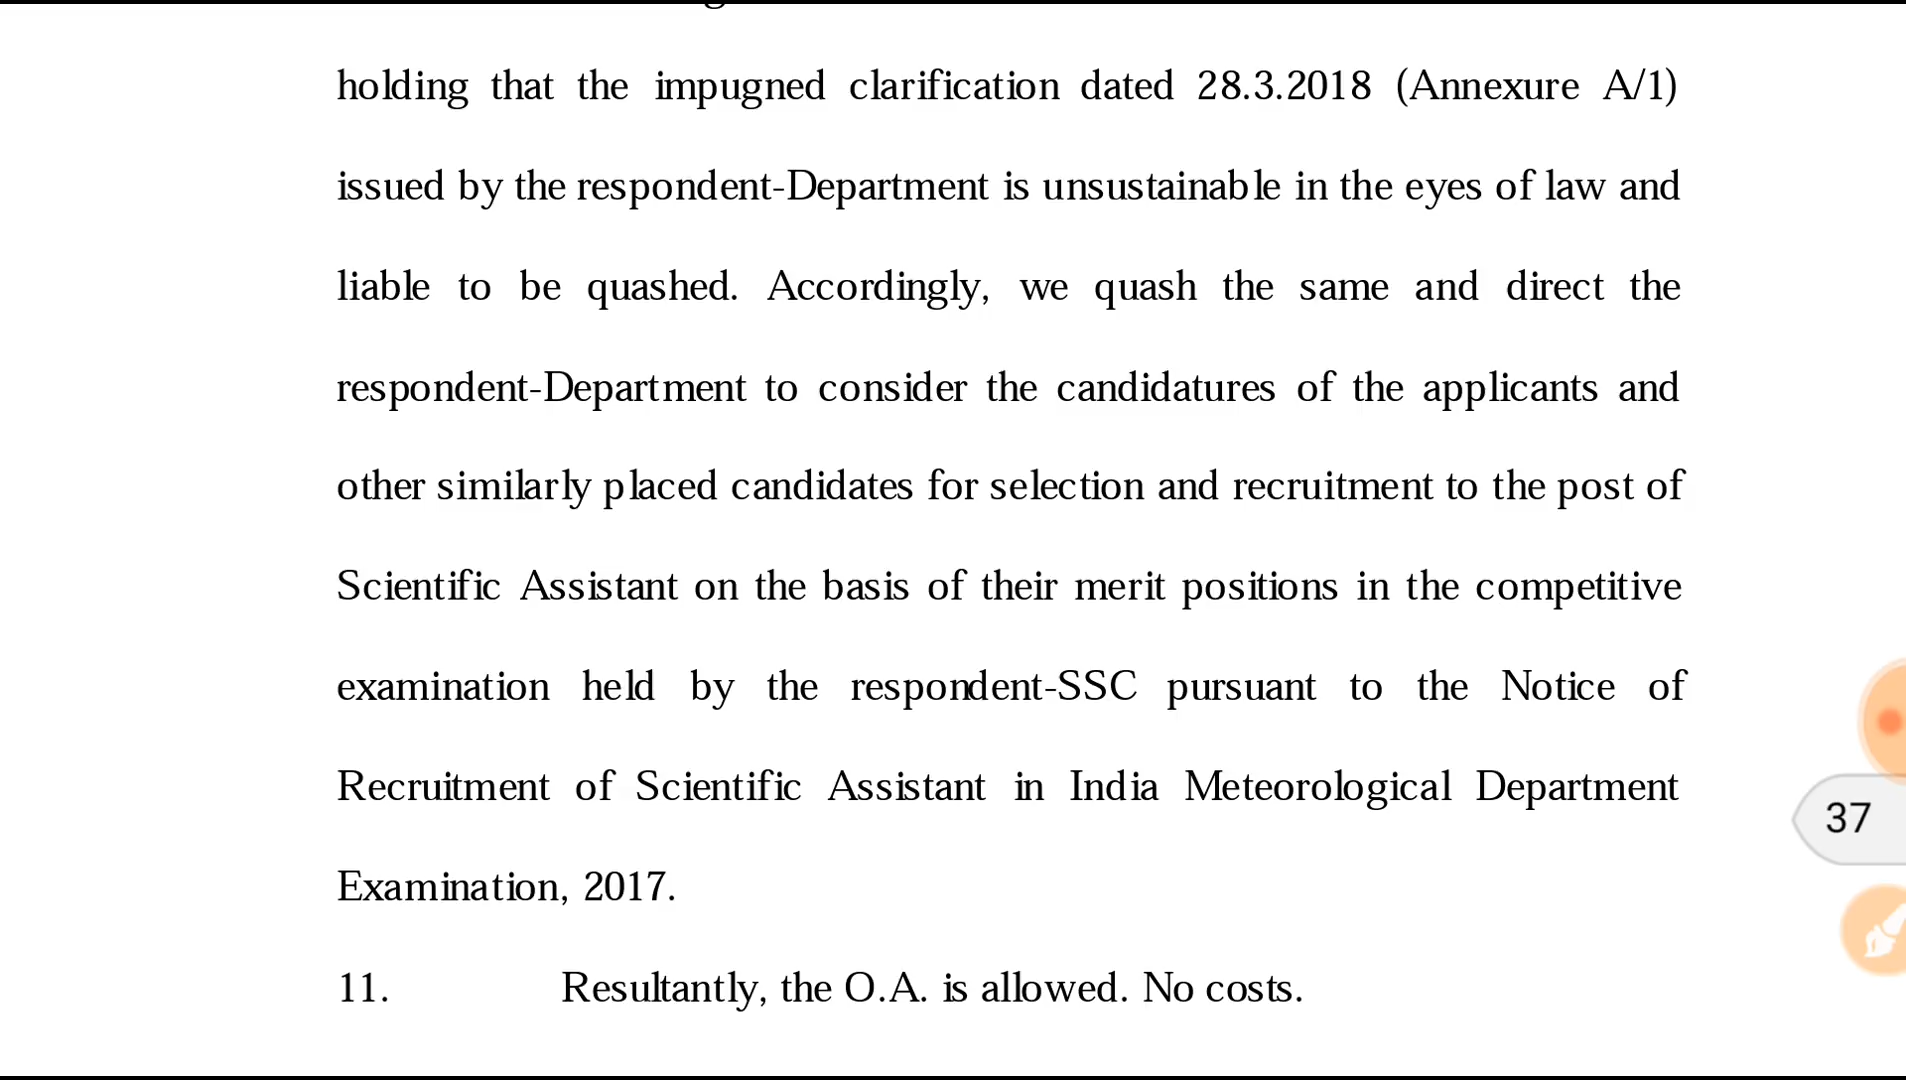 holding that the impugned clarification dated 28.3.2018 (Annexure A/1)
issued by the respondent-Department is unsustainable in the eyes of law and
liable to be quashed. Accordingly, we quash the same and direct the
respondent-Department to consider the candidatures of the applicants and
other similarly placed candidates for selection and recruitment to the post of
Scientific Assistant on the basis of their merit positions in the competitive
examination held by the respondent-SSC pursuant to the Notice of
Recruitment of Scientific Assistant in India Meteorological Department
37
Examination, 2017.
11. Resultantly, the O.A. is allowed. No costs.